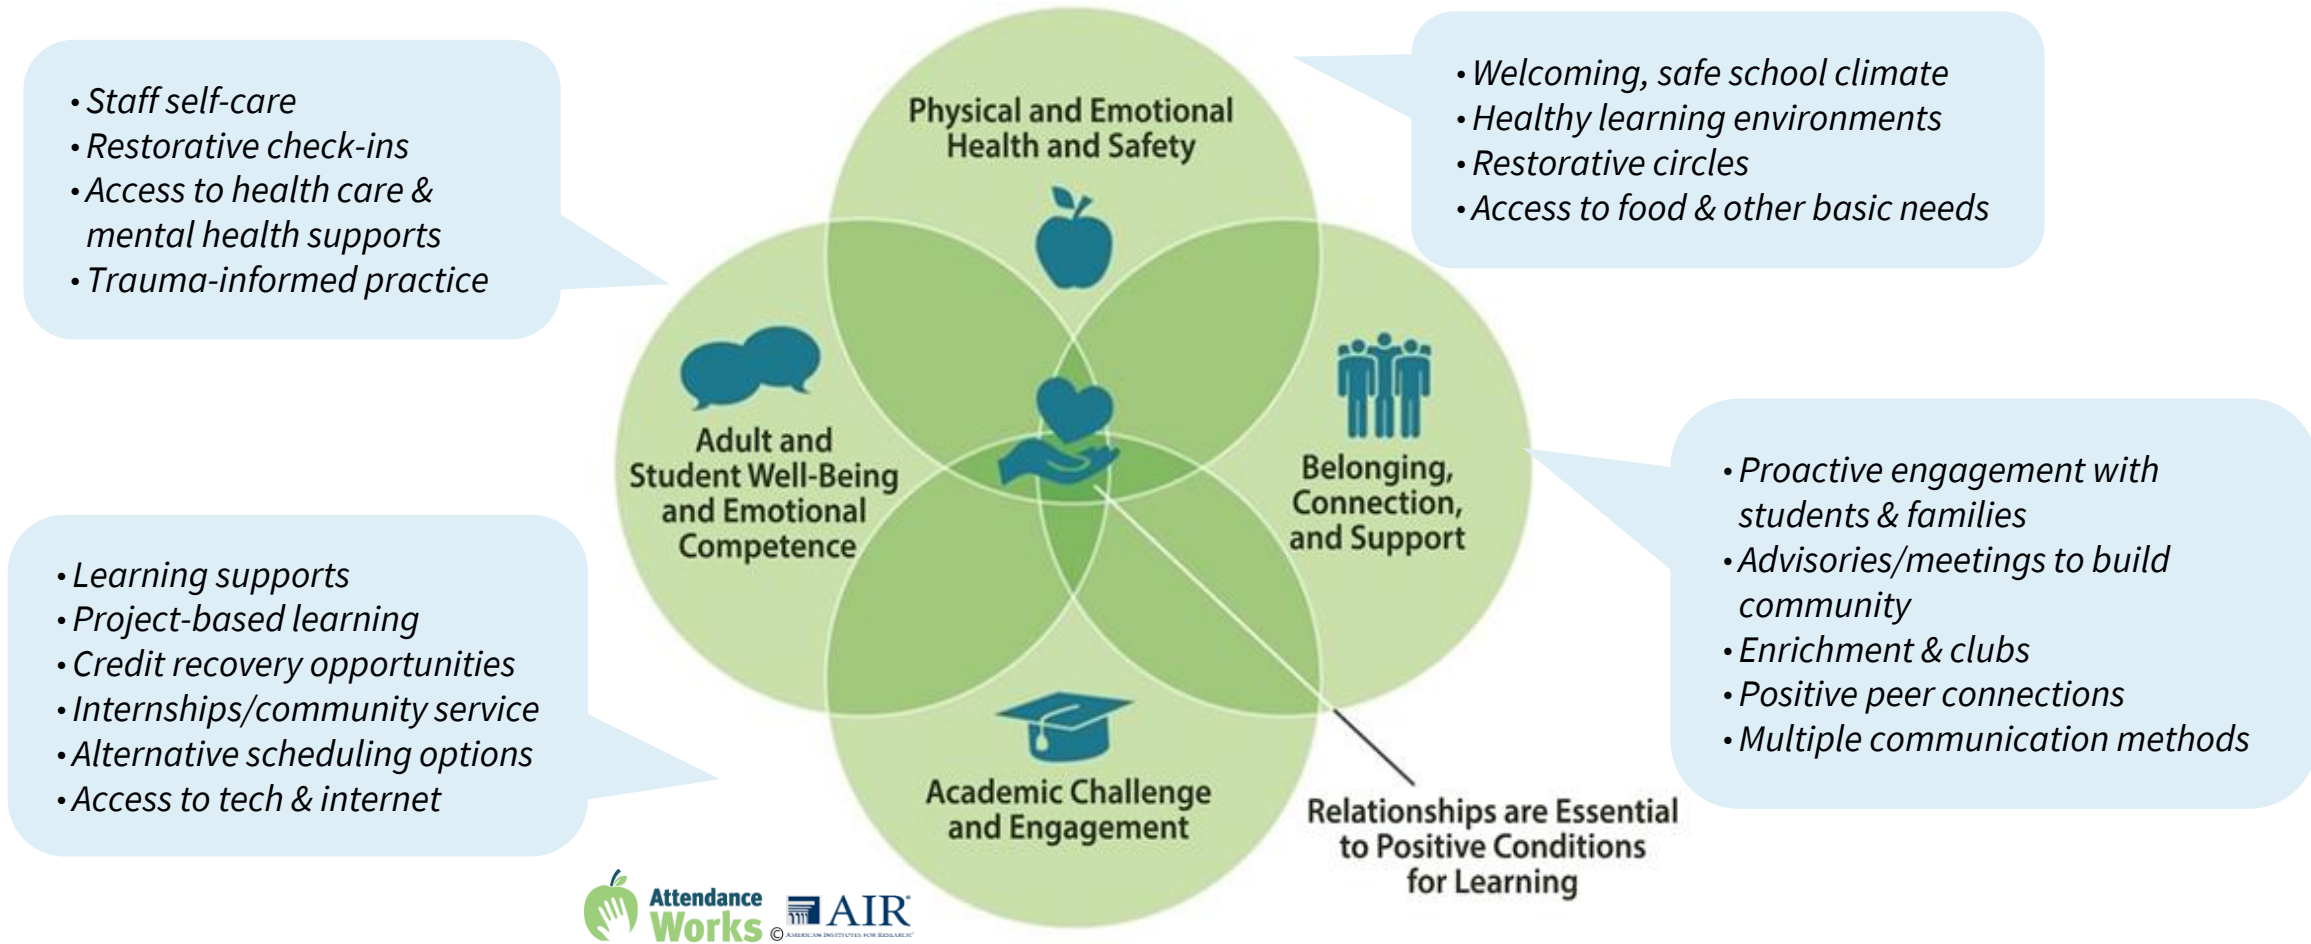 • Staff self-care
• Restorative check-ins
• Access to health care &
mental health supports
• Trauma-informed practice
Physical and Emotional
Health and Safety
• Welcoming, safe school climate
• Healthy learning environments
• Restorative circles
• Access to food & other basic needs
Adult and
Student Well-Being
and Emotional
Competence
Belonging,
Connection,
and Support
• Proactive engagement with
students & families
• Advisories/meetings to build
community
• Enrichment & clubs
• Positive peer connections
• Multiple communication methods
• Learning supports
• Project-based learning
• Credit recovery opportunities
• Internships/community service
• Alternative scheduling options
• Access to tech & internet
Academic Challenge
and Engagement
Relationships are Essential
to Positive Conditions
for Learning
Attendance
Works
©
AIR®
AMERICAN INSTITUTES FOR RESEARCH®